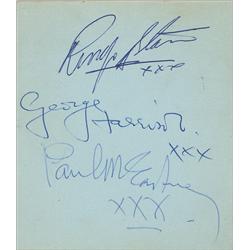 Ringo Starr
xxx
George
Harrison.
xxx
Paul McCartney
XXX